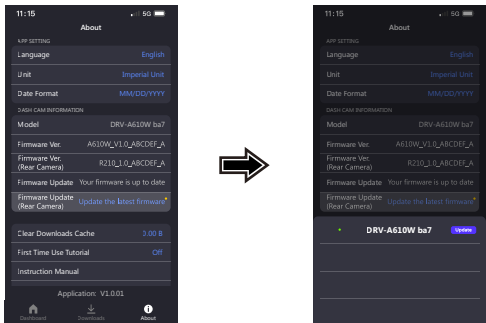 11:15
5G
About
APP SETTING
Language English
Unit Imperial Unit
Date Format MM/DD/YYYY
DASH CAM INFORMATION
Model DRV-A610W ba7
Firmware Ver. A610W_V1.0_ABCDEF_A
Firmware Ver.
(Rear Camera) R210_1.0_ABCDEF_A
Firmware Update Your firmware is up to date
Firmware Update
(Rear Camera) Update the latest firmware
Clear Downloads Cache 0.00 B
First Time Use Tutorial Off
Instruction Manual
Application: V1.0.01
Dashboard Downloads About
11:15
5G
About
APP SETTING
Language English
Unit Imperial Unit
Date Format MM/DD/YYYY
DASH CAM INFORMATION
Model DRV-A610W ba7
Firmware Ver. A610W_V1.0_ABCDEF_A
Firmware Ver.
(Rear Camera) R210_1.0_ABCDEF_A
Firmware Update Your firmware is up to date
Firmware Update
(Rear Camera) Update the latest firmware
DRV-A610W ba7 Update